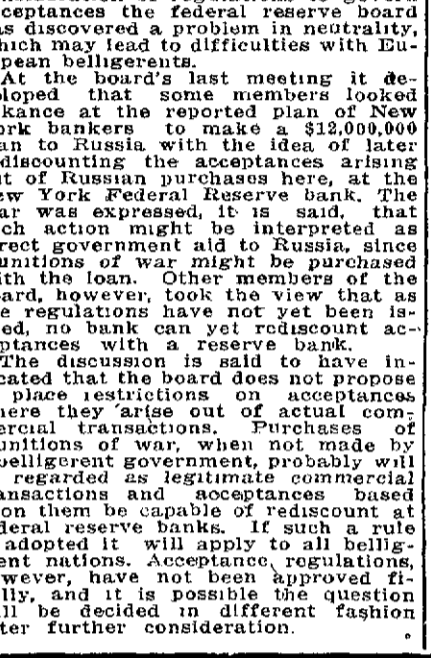 ceptances the federal reserve board
as discovered a problem in neutrality,
hich may lead to difficulties with Eu-
pean belligerents.
At the board's last meeting it de-
loped that some members looked
kance at the reported plan of New
ork bankers to make a $12,000,000
an to Russia with the idea of later
discounting the acceptances arising
t of Russian purchases here, at the
ew York Federal Reserve bank. The
ar was expressed, it is said, that
ch action might be interpreted as
rect government aid to Russia, since
unitions of war might be purchased
ith the loan. Other members of the
ard, however, took the view that as
e regulations have not yet been is-
ed, no bank can yet rediscount ac-
ptances with a reserve bank.
The discussion is said to have in-
cated that the board does not propose
place restrictions on acceptances
here they arise out of actual com-
ercial transactions. Purchases of
unitions of war, when not made by
belligerent government, probably will
regarded as legitimate commercial
ansactions and acceptances based
on them be capable of rediscount at
deral reserve banks. If such a rule
adopted it will apply to all bellig-
ent nations. Acceptance regulations,
wever, have not been approved fi-
lly, and it is possible the question
ll be decided in different fashion
ter further consideration.